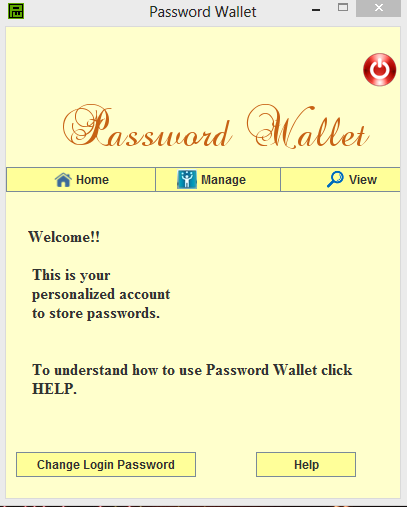 Password Wallet
Password Wallet
Home Manage View
Welcome!!
This is your
personalized account
to store passwords.
To understand how to use Password Wallet click
HELP.
Change Login Password Help